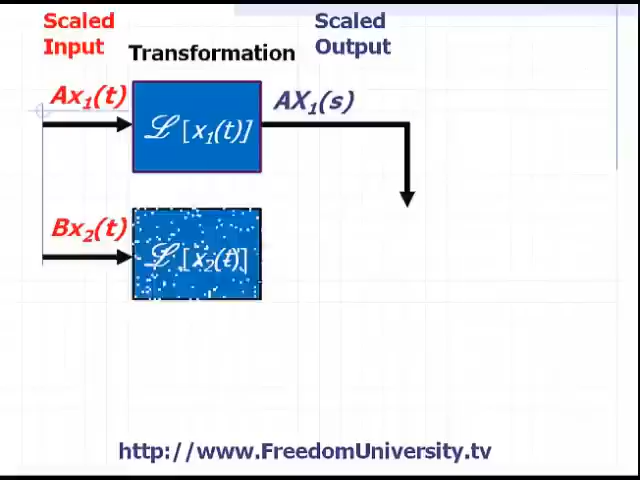 Scaled Input
Transformation
Scaled Output
Ax₁(t)
ℒ [x₁(t)]
AX₁(s)
Bx₂(t)
ℒ [x₂(t)]
http://www.FreedomUniversity.tv